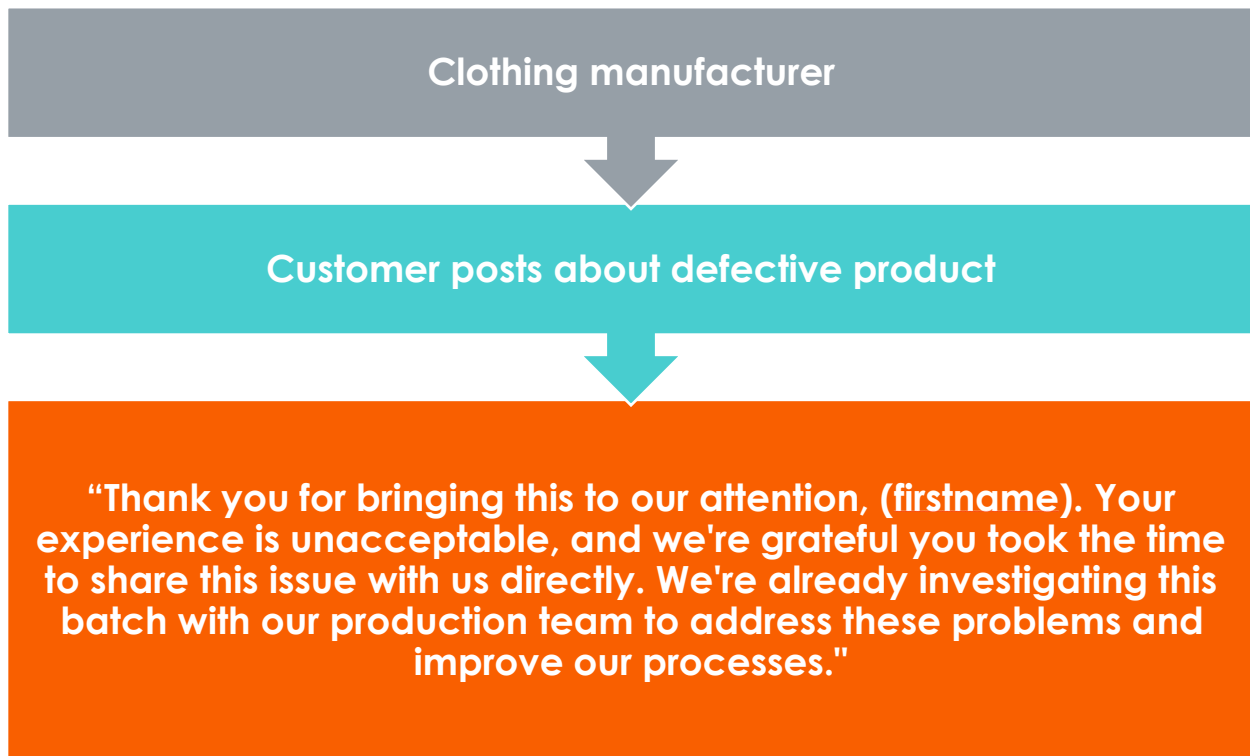 Clothing manufacturer
Customer posts about defective product
“Thank you for bringing this to our attention, (firstname). Your
experience is unacceptable, and we're grateful you took the time
to share this issue with us directly. We're already investigating this
batch with our production team to address these problems and
improve our processes."